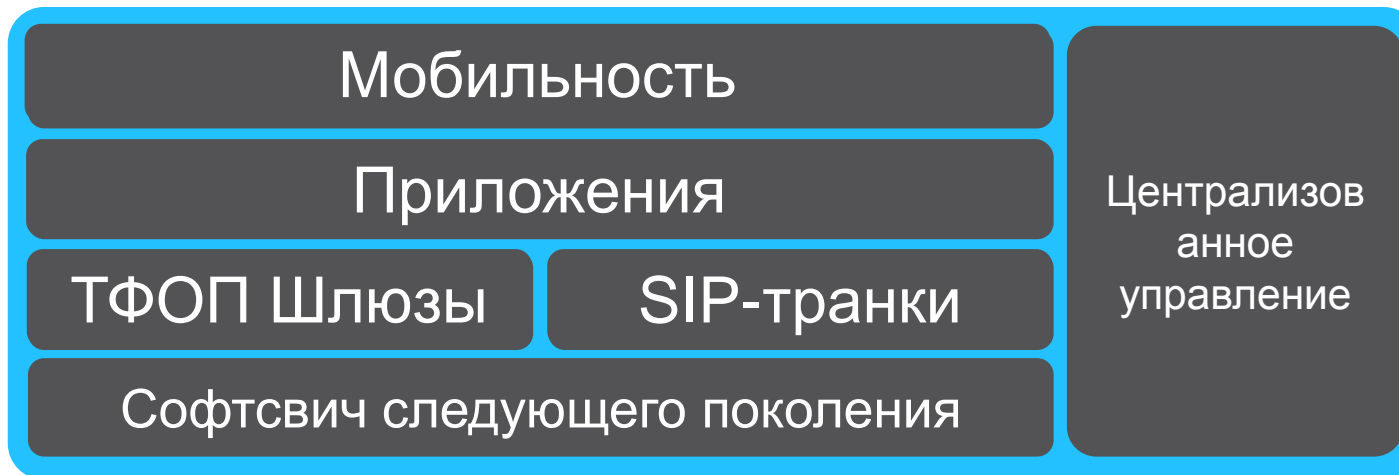 Мобильность
Приложения
ТФОП Шлюзы
SIP-транки
Софтсвич следующего поколения
Централизов
анное
управление